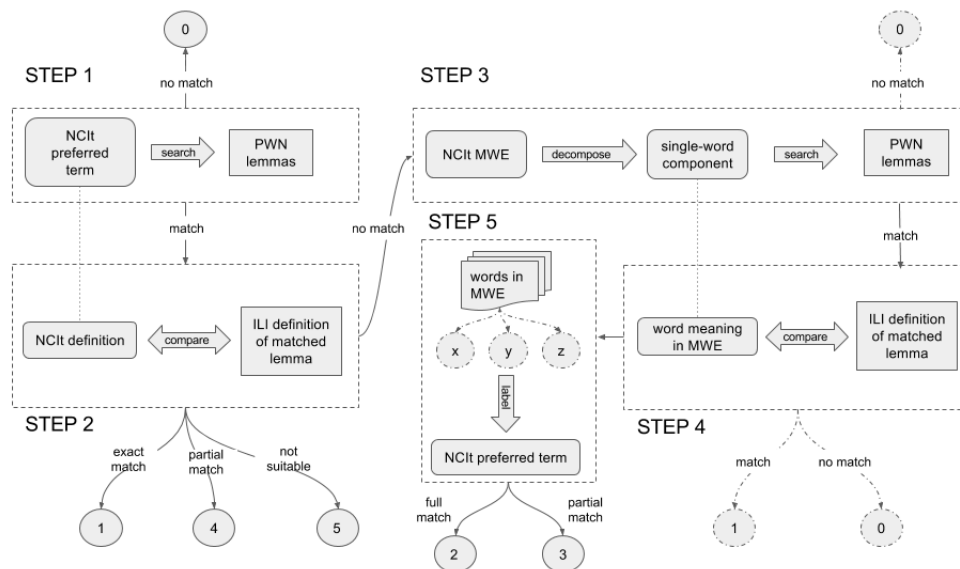 0
no match
STEP 1
NCIt
preferred
term
search
PWN
lemmas
match
NCIt definition
compare
ILI definition
of matched
lemma
STEP 2
exact
match
partial
match
not
suitable
1
4
5
no match
0
no match
STEP 3
NCIt MWE
decompose
single-word
component
search
PWN
lemmas
match
word meaning
in MWE
compare
ILI definition
of matched
lemma
STEP 4
match
no match
1
0
STEP 5
words in
MWE
x
y
z
label
NCIt preferred term
full
match
partial
match
2
3